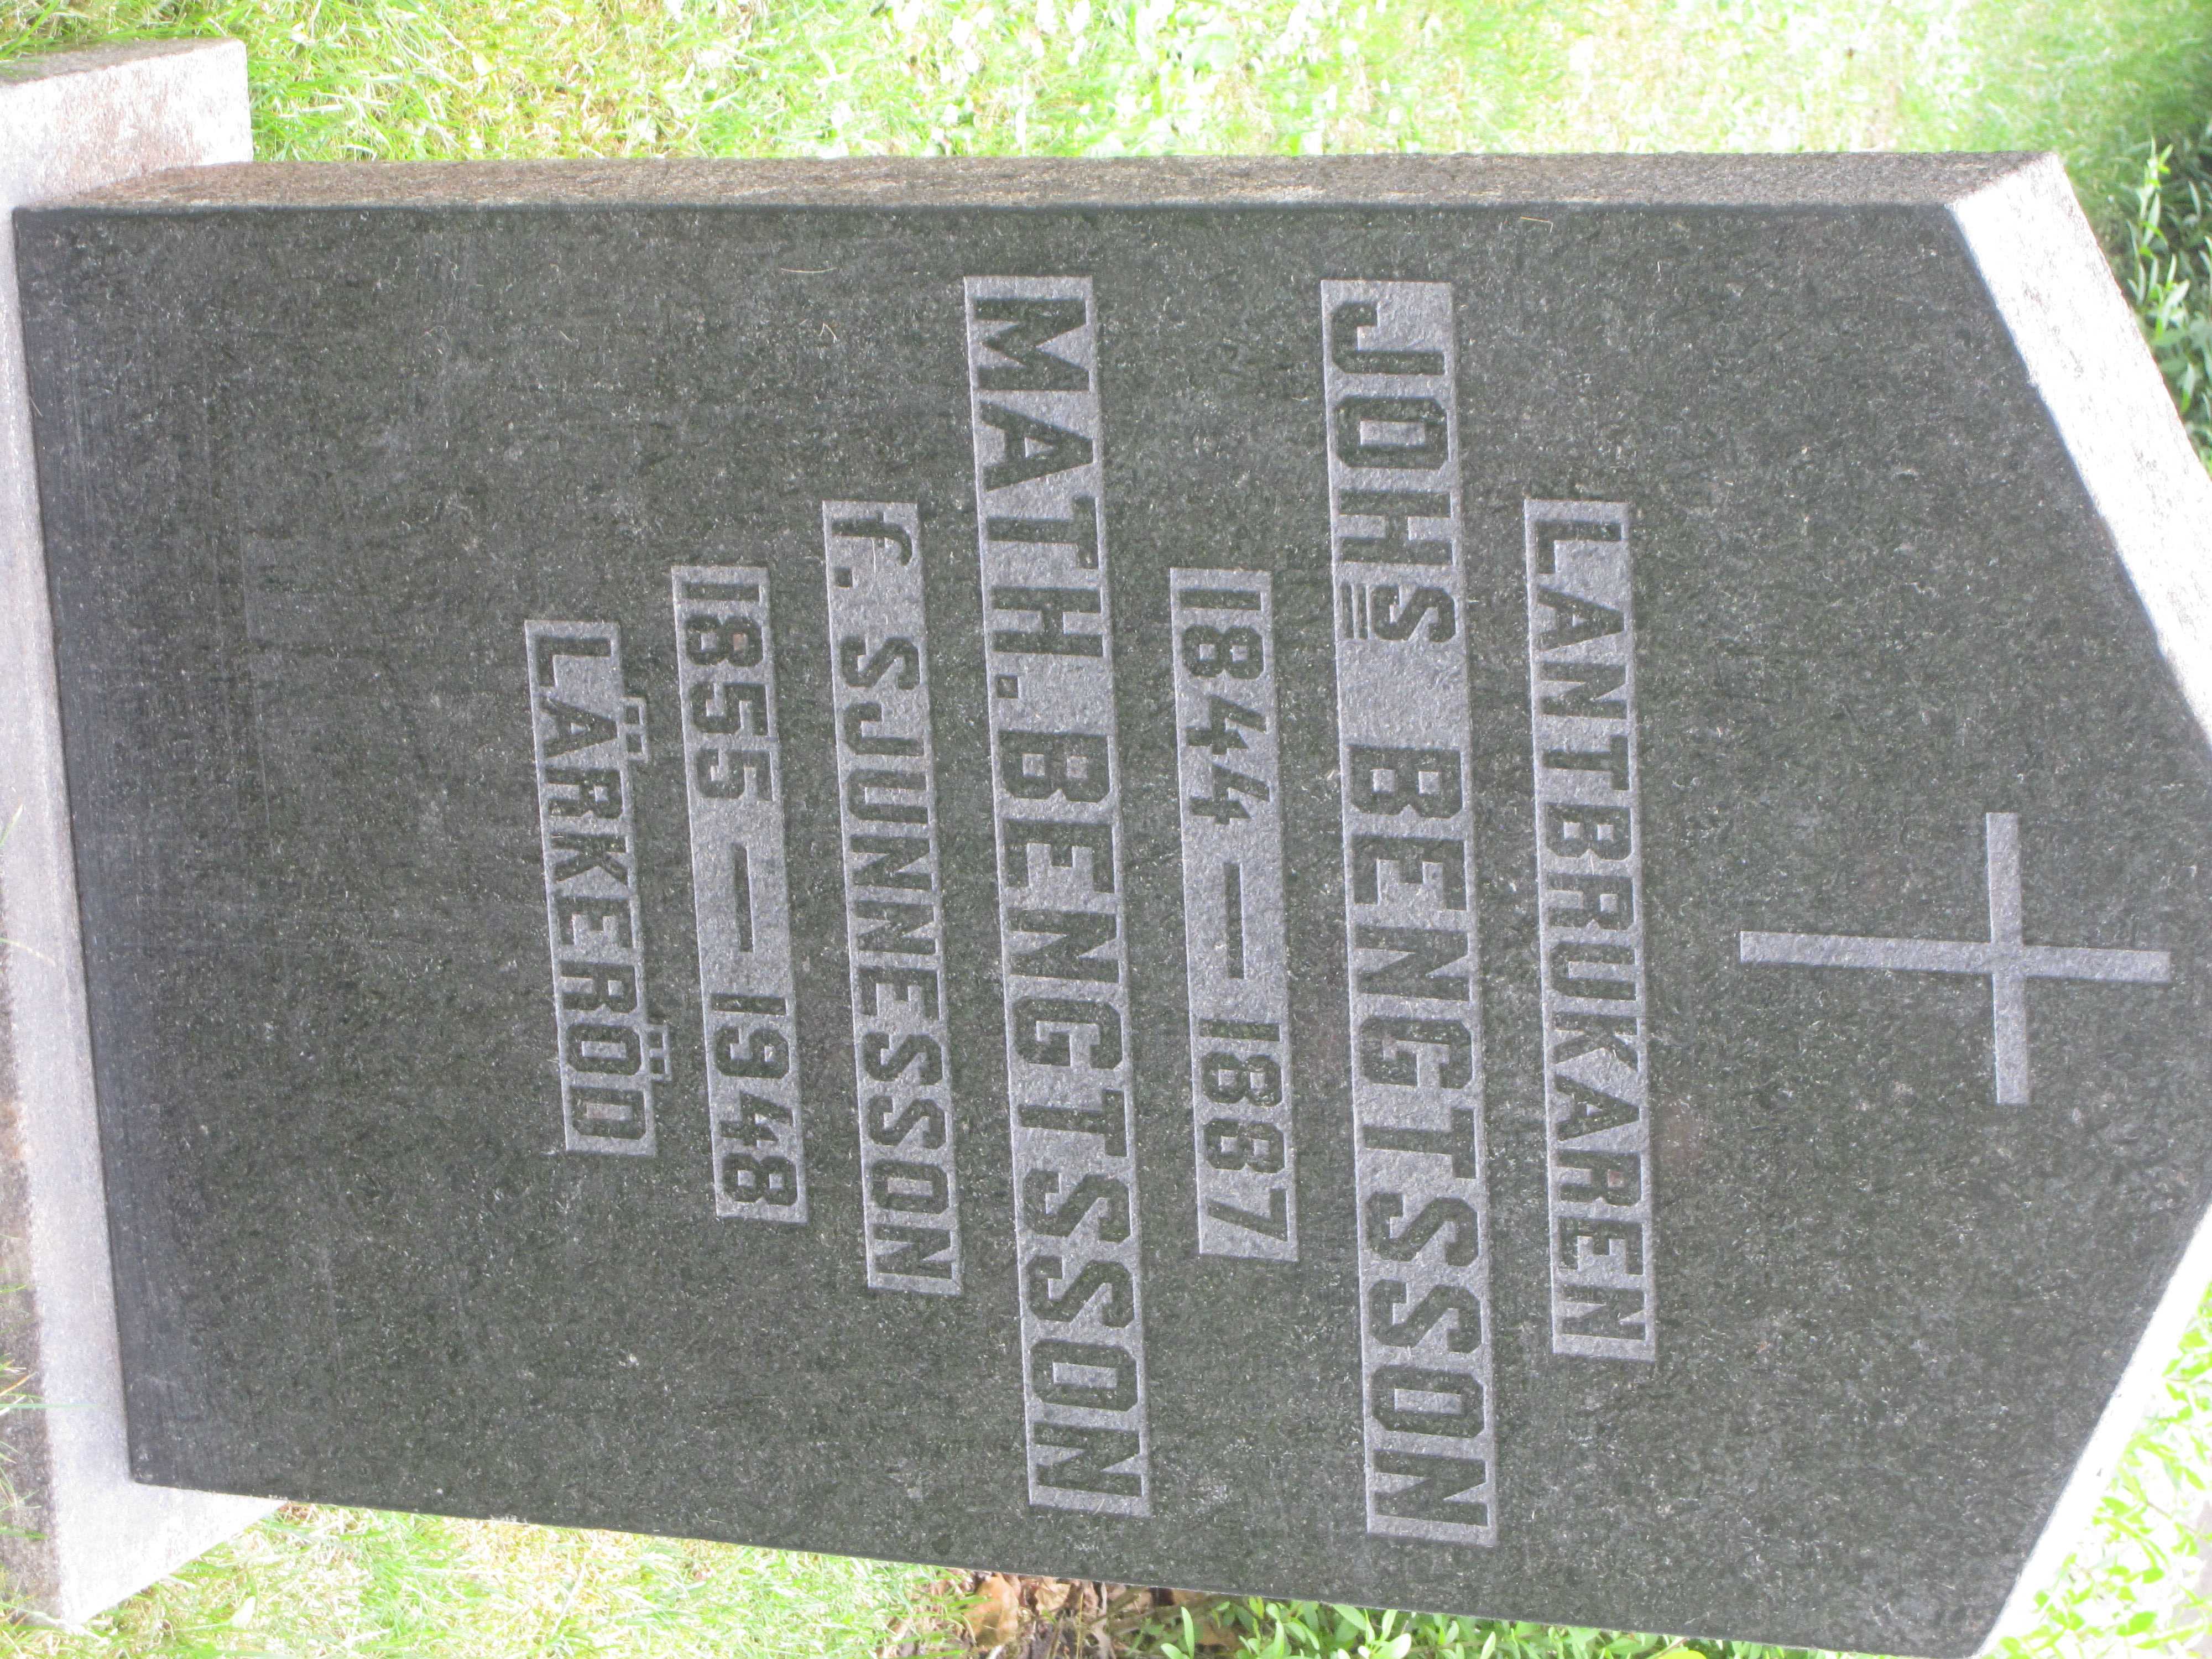 LANTBRUKAREN
JOHS BENGTSSON
1844 — 1887
MATH. BENGTSSON
f. SJUNNESSON
1855 — 1948
LÄRKERÖD